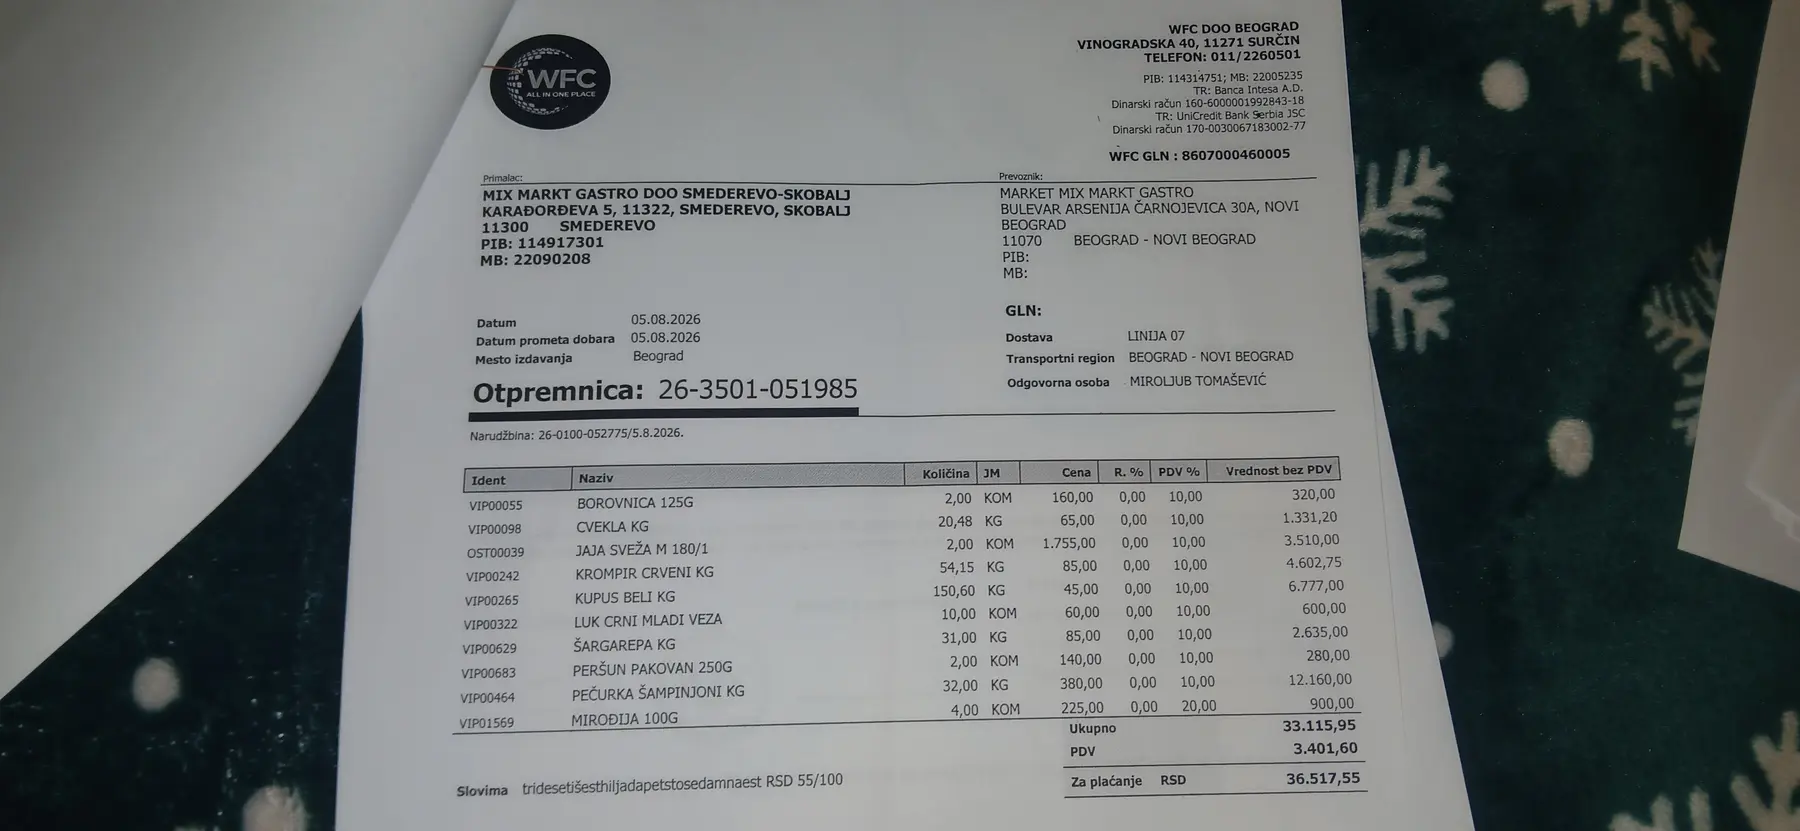 WFC
ALL IN ONE PLACE
WFC DOO BEOGRAD
VINOGRADSKA 40, 11271 SURČIN
TELEFON: 011/2260501
PIB: 114314751; MB: 22005235
TR: Banca Intesa A.D.
Dinarski račun 160-6000001992843-18
TR: UniCredit Bank Serbia JSC
Dinarski račun 170-0030067183002-77
WFC GLN : 8607000460005
Primalac:
MIX MARKT GASTRO DOO SMEDEREVO-SKOBALJ
KARAĐORĐEVA 5, 11322, SMEDEREVO, SKOBALJ
11300 SMEDEREVO
PIB: 114917301
MB: 22090208
Prevoznik:
MARKET MIX MARKT GASTRO
BULEVAR ARSENIJA ČARNOJEVICA 30A, NOVI
BEOGRAD
11070 BEOGRAD - NOVI BEOGRAD
PIB:
MB:
Datum 05.08.2026
Datum prometa dobara 05.08.2026
Mesto izdavanja Beograd
GLN:
Dostava LINIJA 07
Transportni region BEOGRAD - NOVI BEOGRAD
Odgovorna osoba MIROLJUB TOMAŠEVIĆ
Otpremnica: 26-3501-051985
Narudžbina: 26-0100-052775/5.8.2026.
Ident Naziv Količina JM Cena R. % PDV % Vrednost bez PDV
VIP00055 BOROVNICA 125G 2,00 KOM 160,00 0,00 10,00 320,00
VIP00098 CVEKLA KG 20,48 KG 65,00 0,00 10,00 1.331,20
OST00039 JAJA SVEŽA M 180/1 2,00 KOM 1.755,00 0,00 10,00 3.510,00
VIP00242 KROMPIR CRVENI KG 54,15 KG 85,00 0,00 10,00 4.602,75
VIP00265 KUPUS BELI KG 150,60 KG 45,00 0,00 10,00 6.777,00
VIP00322 LUK CRNI MLADI VEZA 10,00 KOM 60,00 0,00 10,00 600,00
VIP00629 ŠARGAREPA KG 31,00 KG 85,00 0,00 10,00 2.635,00
VIP00683 PERŠUN PAKOVAN 250G 2,00 KOM 140,00 0,00 10,00 280,00
VIP00464 PEČURKA ŠAMPINJONI KG 32,00 KG 380,00 0,00 10,00 12.160,00
VIP01569 MIROĐIJA 100G 4,00 KOM 225,00 0,00 20,00 900,00
Ukupno 33.115,95
PDV 3.401,60
Za plaćanje RSD 36.517,55
Slovima tridesetišesthiljadapetstosedamnaest RSD 55/100